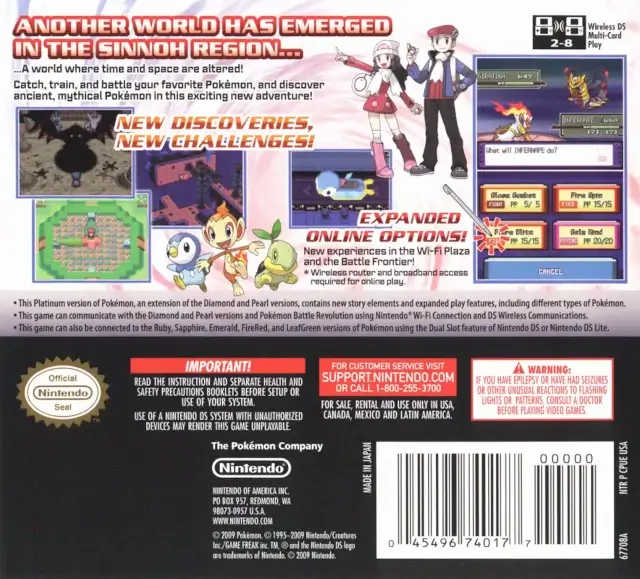 ANOTHER WORLD HAS EMERGED
IN THE SINNOH REGION...
...A world where time and space are altered!
Catch, train, and battle your favorite Pokémon, and discover
ancient, mythical Pokémon in this exciting new adventure!
NEW DISCOVERIES,
NEW CHALLENGES!
EXPANDED
ONLINE OPTIONS!
New experiences in the Wi-Fi Plaza
and the Battle Frontier!
* Wireless router and broadband access
required for online play.
2-8
Wireless DS
Multi-Card
Play
What will INFERNAPE do?
Close Combat
FIGHT PP 5/ 5
Fire Spin
FIRE PP 15/15
PP 15/15
PP 20/20
CANCEL
• This Platinum version of Pokémon, an extension of the Diamond and Pearl versions, contains new story elements and expanded play features, including different types of Pokémon.
• This game can communicate with the Diamond and Pearl versions and Pokémon Battle Revolution using Nintendo® Wi-Fi Connection and DS Wireless Communications.
• This game can also be connected to the Ruby, Sapphire, Emerald, FireRed, and LeafGreen versions of Pokémon using the Dual Slot feature of Nintendo DS or Nintendo DS Lite.
Official
Nintendo
Seal
TM
IMPORTANT!
READ THE INSTRUCTION AND SEPARATE HEALTH AND
SAFETY PRECAUTIONS BOOKLETS BEFORE SETUP OR
USE OF YOUR SYSTEM.
USE OF A NINTENDO DS SYSTEM WITH UNAUTHORIZED
DEVICES MAY RENDER THIS GAME UNPLAYABLE.
FOR CUSTOMER SERVICE VISIT
SUPPORT.NINTENDO.COM
OR CALL 1-800-255-3700
FOR SALE, RENTAL AND USE ONLY IN USA,
CANADA, MEXICO AND LATIN AMERICA.
WARNING:
IF YOU HAVE EPILEPSY OR HAVE HAD SEIZURES
OR OTHER UNUSUAL REACTIONS TO FLASHING
LIGHTS OR PATTERNS, CONSULT A DOCTOR
BEFORE PLAYING VIDEO GAMES.
The Pokémon Company
Nintendo®
NINTENDO OF AMERICA INC.
PO BOX 957, REDMOND, WA
98073-0957 U.S.A.
WWW.NINTENDO.COM
© 2009 Pokémon. © 1995–2009 Nintendo/Creatures
Inc./GAME FREAK inc. TM, ® and the Nintendo DS logo
are trademarks of Nintendo. © 2009 Nintendo.
MADE IN JAPAN
00000
0 45496 74017 7
NTR P CPUE USA
67708A